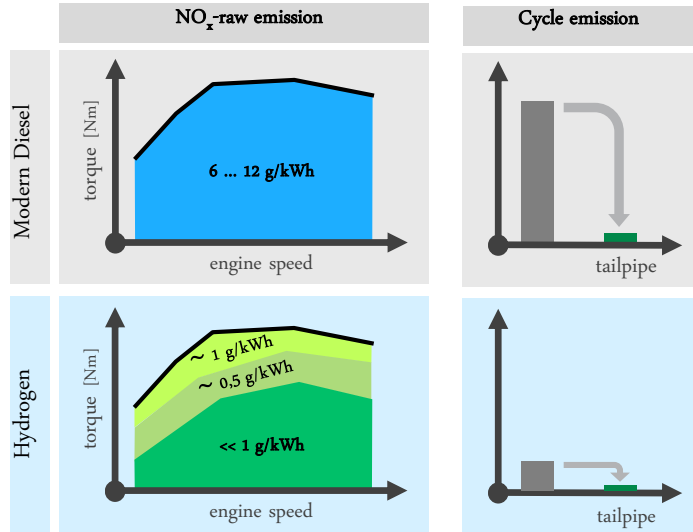 NOx-raw emission
Cycle emission
Modern Diesel
torque [Nm]
6 ... 12 g/kWh
engine speed
tailpipe
Hydrogen
torque [Nm]
~ 1 g/kWh
~ 0,5 g/kWh
<< 1 g/kWh
engine speed
tailpipe